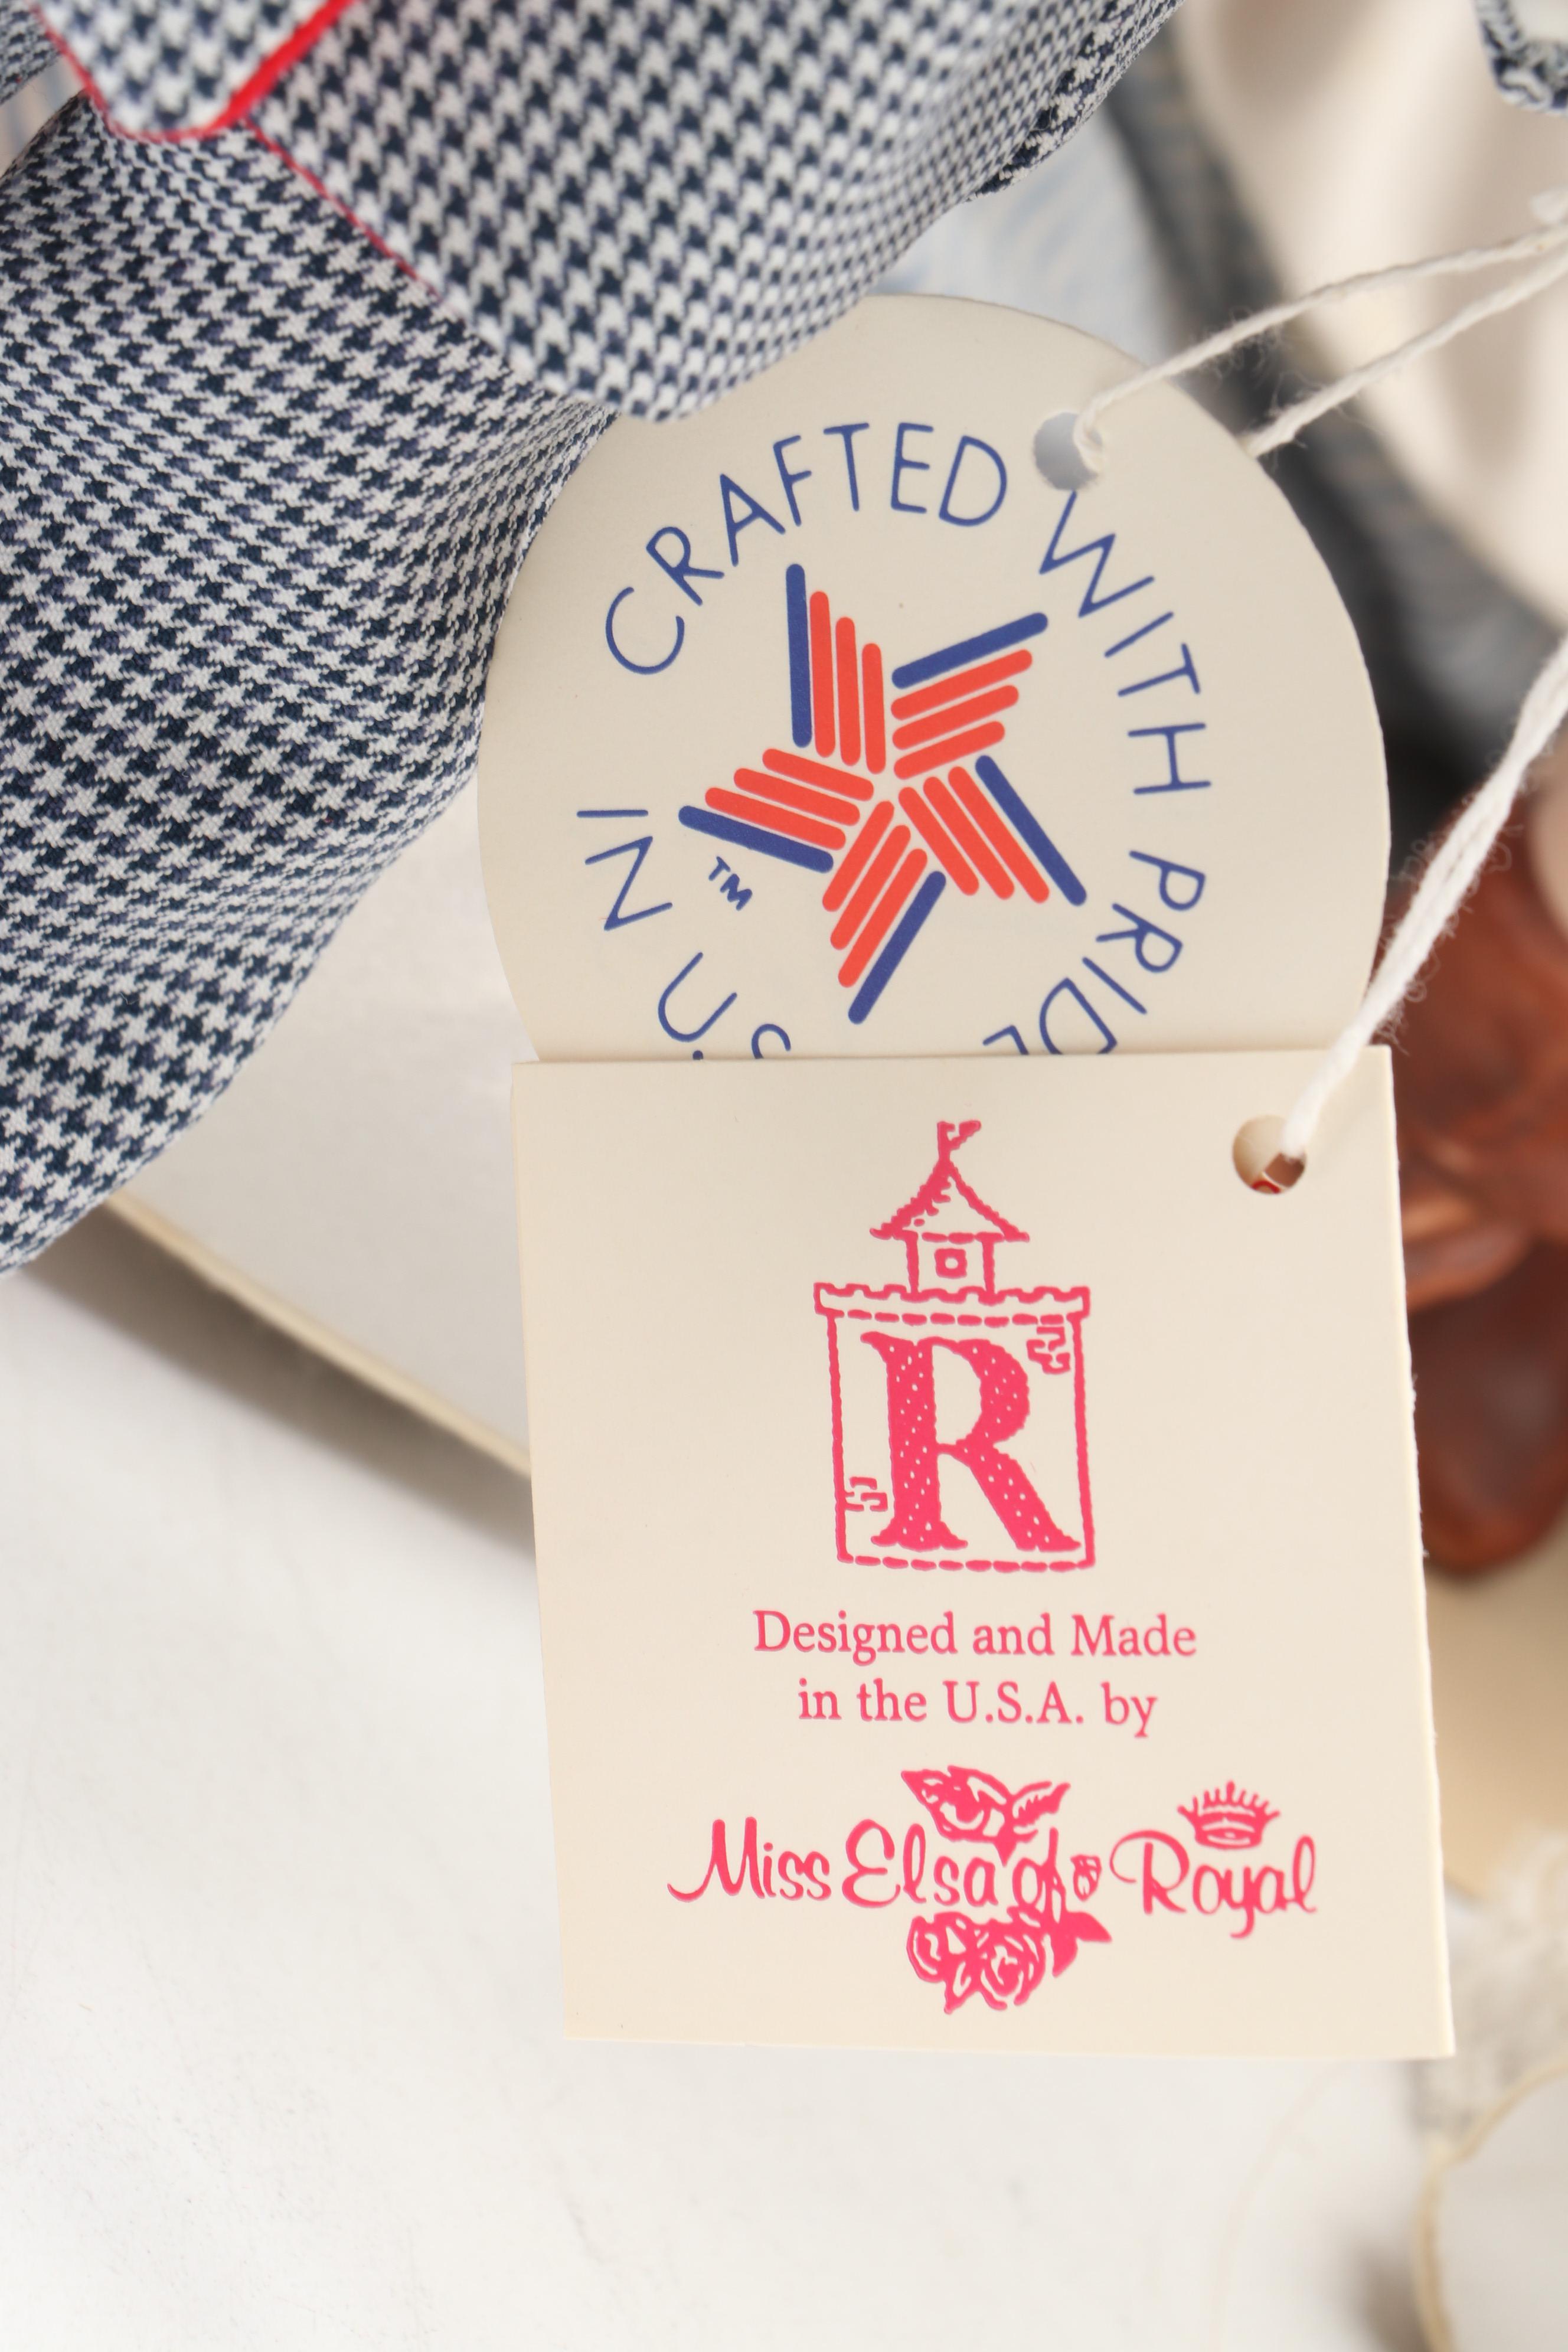 CRAFTED WITH PRIDE IN U.S
TM
R
Designed and Made
in the U.S.A. by
Miss Elsa of Royal